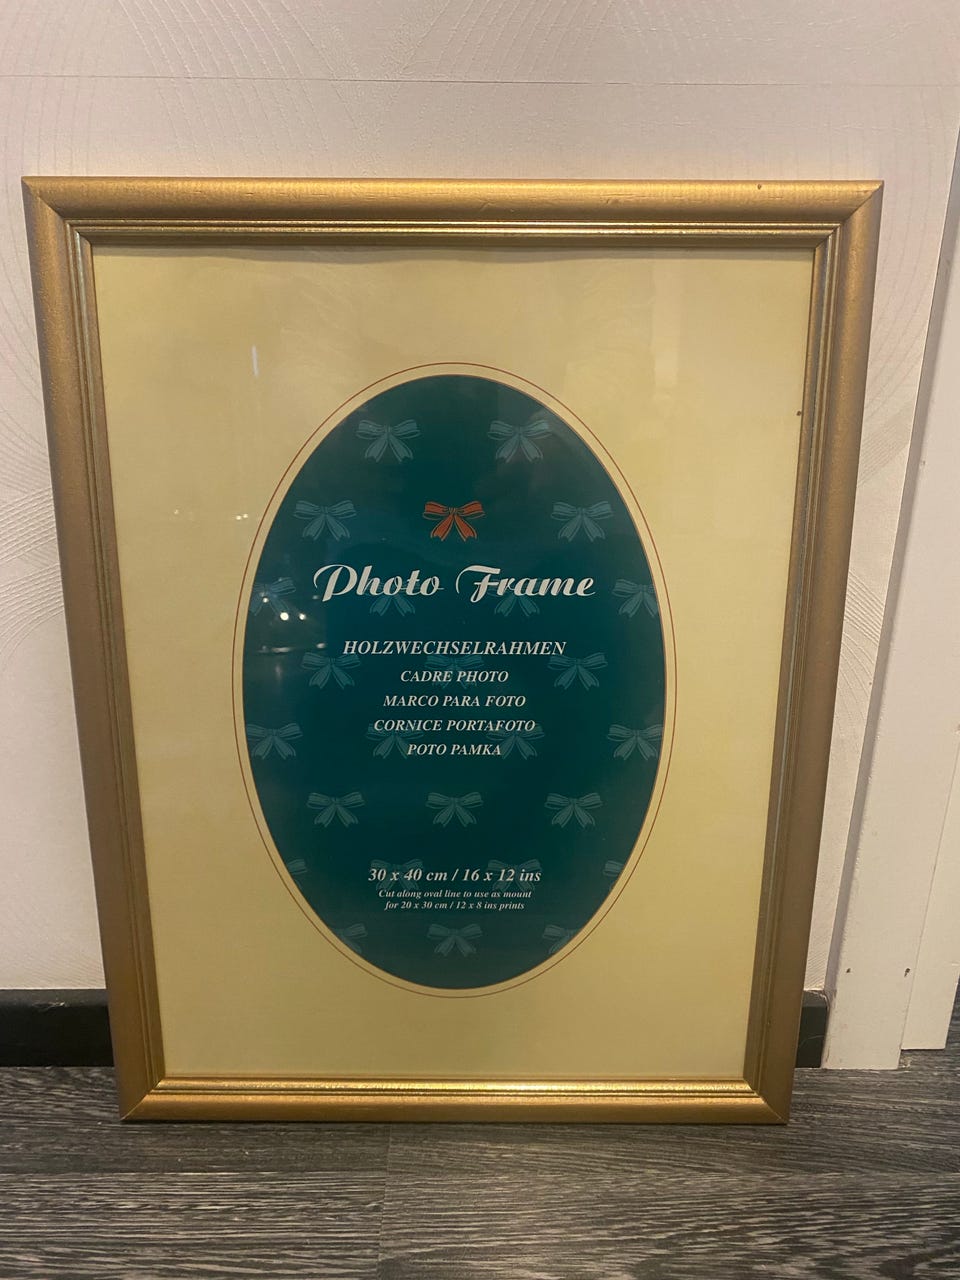 Photo Frame
HOLZWECHSELRAHMEN
CADRE PHOTO
MARCO PARA FOTO
CORNICE PORTAFOTO
POTO PAMKA
30 x 40 cm / 16 x 12 ins
Cut along oval line to use as mount
for 20 x 30 cm / 12 x 8 ins prints